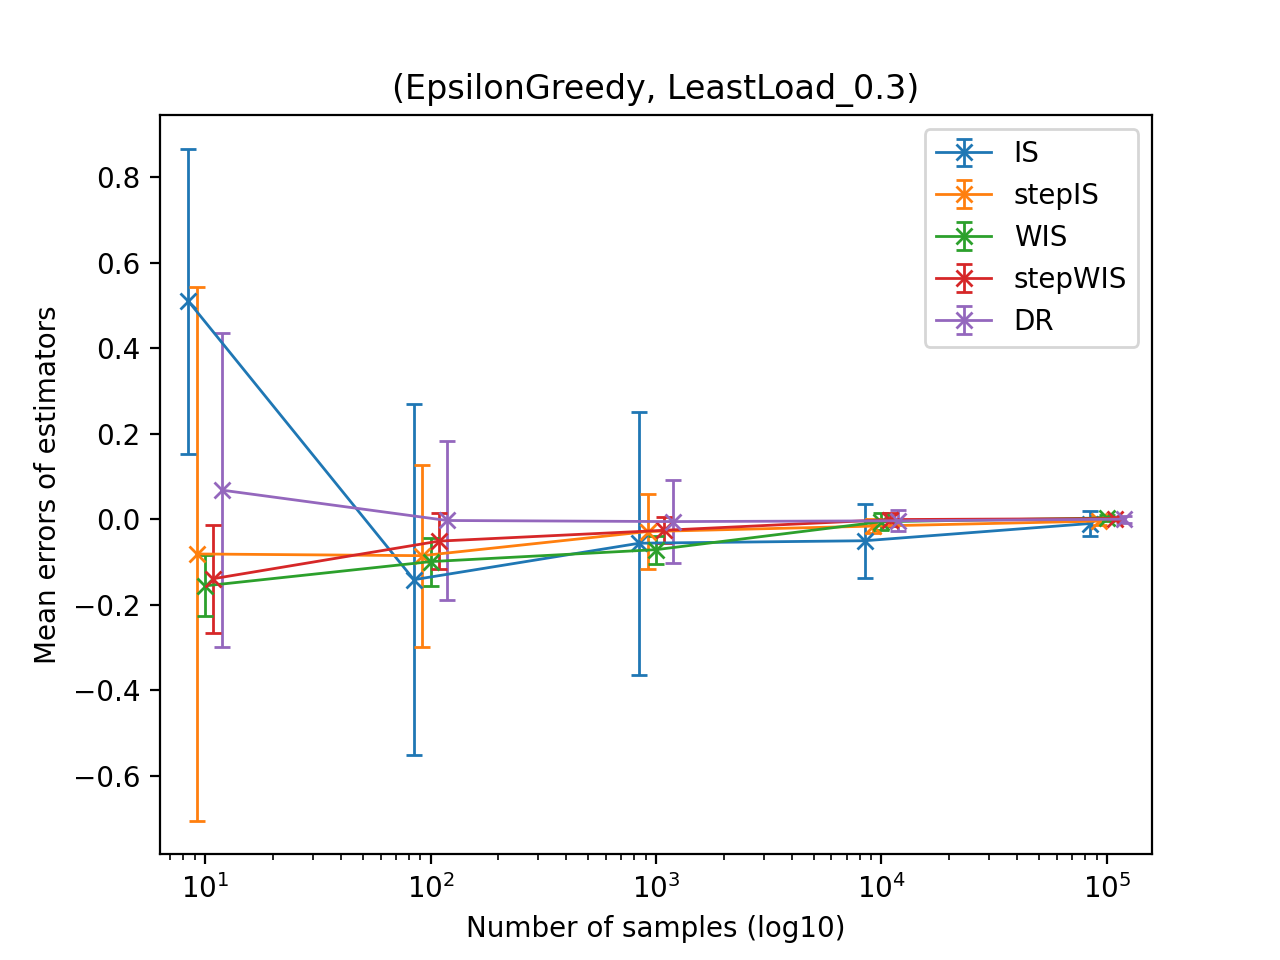 (EpsilonGreedy, LeastLoad_0.3)
IS
stepIS
WIS
stepWIS
DR
Mean errors of estimators
0.8
0.6
0.4
0.2
0.0
−0.2
−0.4
−0.6
10¹ 10² 10³ 10⁴ 10⁵
Number of samples (log10)